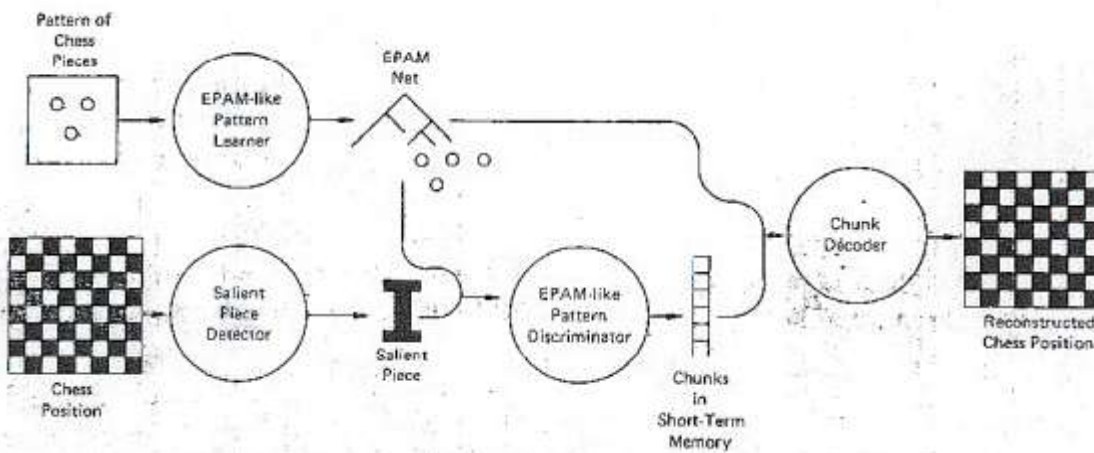 Pattern of
Chess
Pieces
EPAM-like
Pattern
Learner
EPAM
Net
Chess
Position
Salient
Piece
Detector
Salient
Piece
EPAM-like
Pattern
Discriminator
Chunks
in
Short-Term
Memory
Chunk
Decoder
Reconstructed
Chess Position